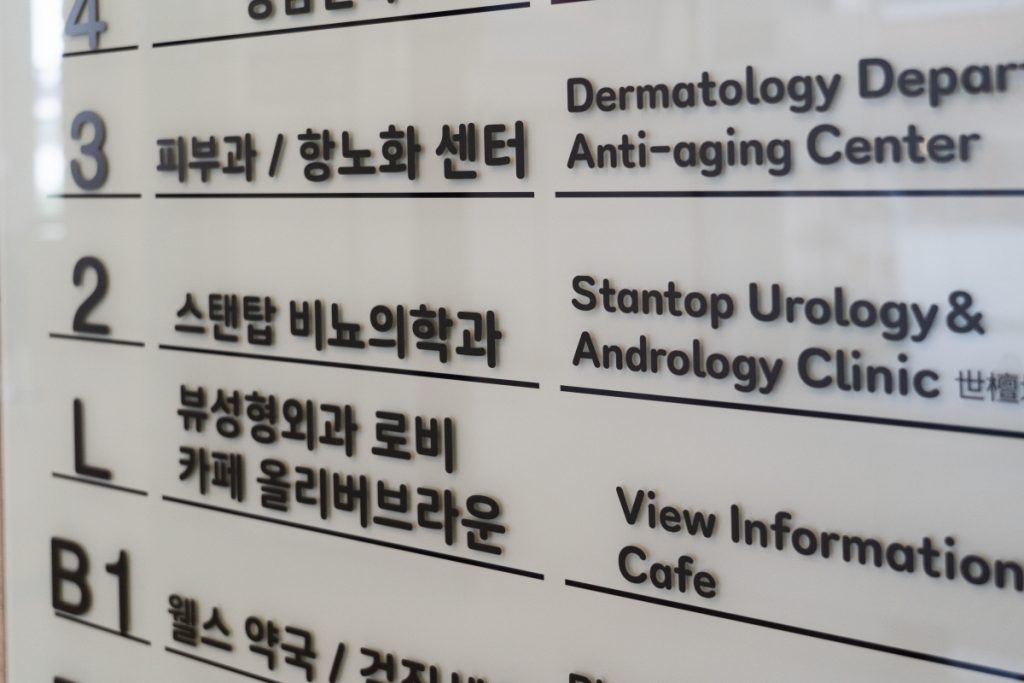 4
3 피부과 / 항노화 센터
Dermatology
Anti-aging Center
2 스탠탑 비뇨의학과
Stantop Urology &
Andrology Clinic 世檀
L 뷰성형외과 로비
카페 올리버브라운
View Information
Cafe
B1 웰스 약국 /